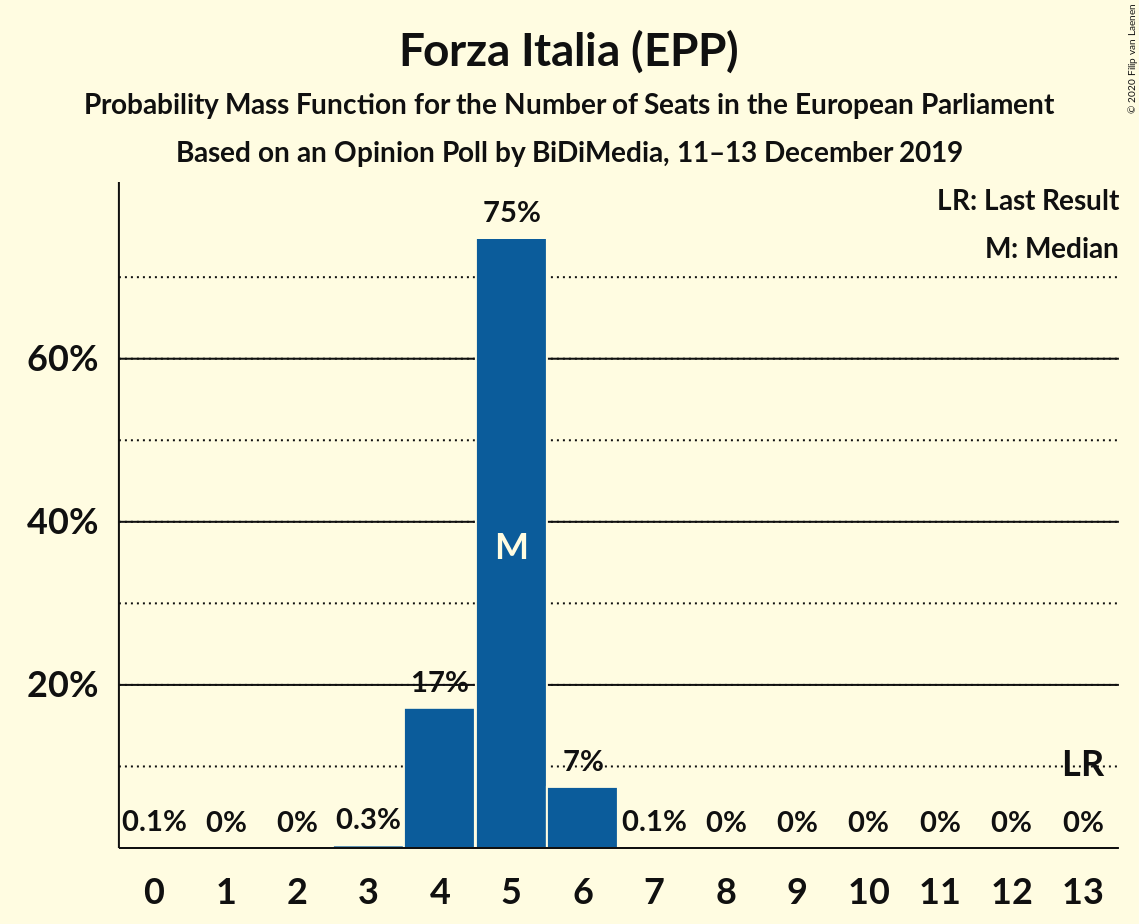 Forza Italia (EPP)
Probability Mass Function for the Number of Seats in the European Parliament
Based on an Opinion Poll by BiDiMedia, 11–13 December 2019
© 2020 Filip van Laenen
LR: Last Result
M: Median
75%
60%
40%
M
20%
17%
7%
LR
0.1% 0% 0% 0.3% 0.1% 0% 0% 0% 0% 0% 0%
0 1 2 3 4 5 6 7 8 9 10 11 12 13